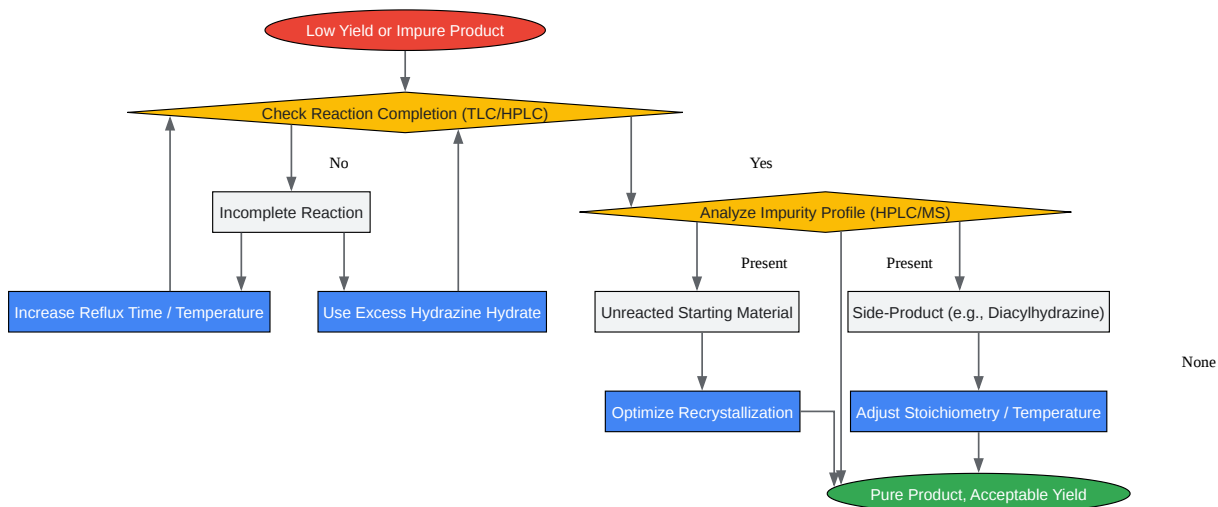 Low Yield or Impure Product
Check Reaction Completion (TLC/HPLC)
No
Yes
Incomplete Reaction
Analyze Impurity Profile (HPLC/MS)
Present
Present
Increase Reflux Time / Temperature
Use Excess Hydrazine Hydrate
Unreacted Starting Material
Side-Product (e.g., Diacylhydrazine)
None
Optimize Recrystallization
Adjust Stoichiometry / Temperature
Pure Product, Acceptable Yield